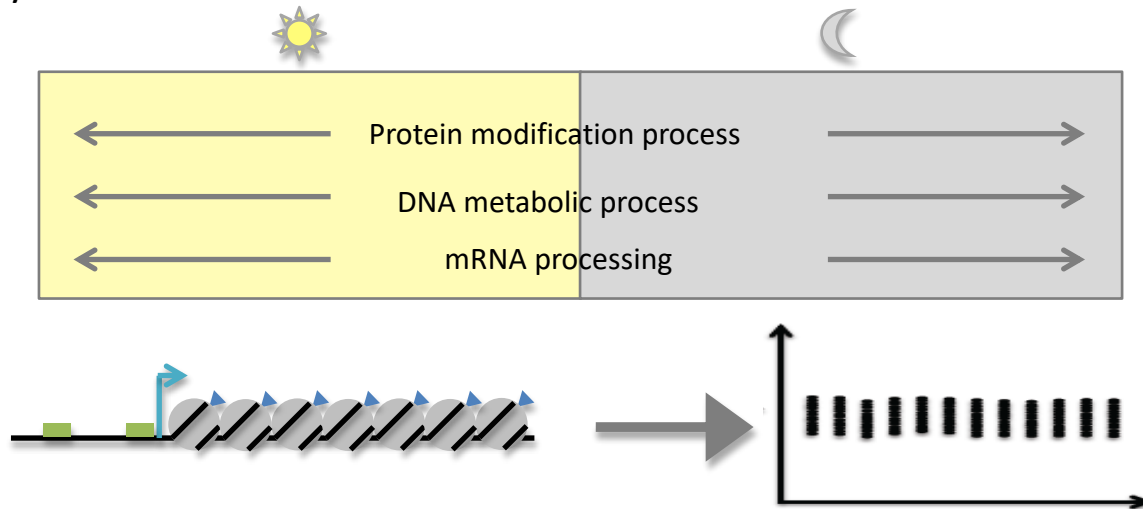 Protein modification process
DNA metabolic process
mRNA processing